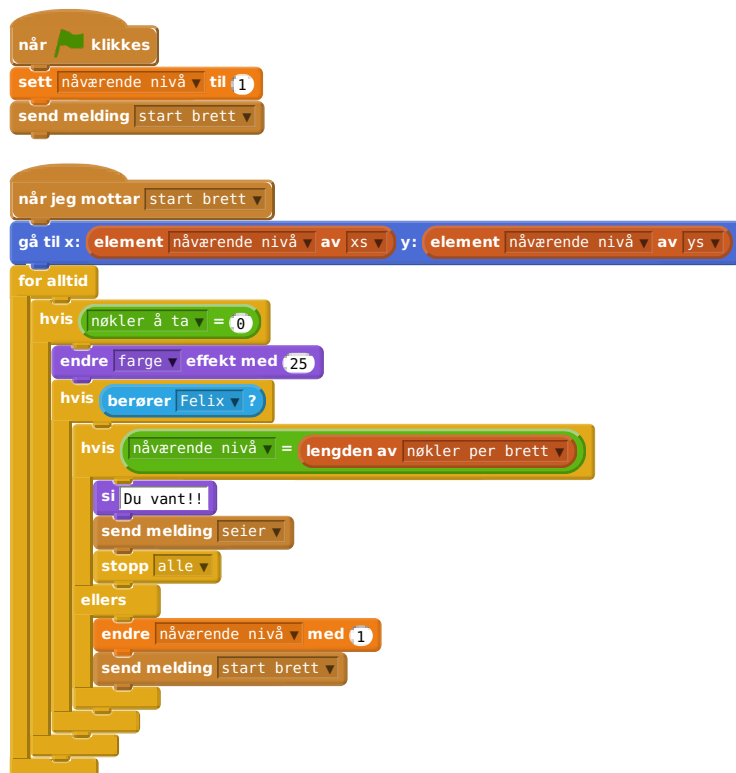 når klikkes
sett nåværende nivå ▾ til 1
send melding start brett ▾
når jeg mottar start brett ▾
gå til x: element nåværende nivå ▾ av xs ▾ y: element nåværende nivå ▾ av ys ▾
for alltid
hvis nøkler å ta ▾ = 0
endre farge ▾ effekt med 25
hvis berører Felix ▾ ?
hvis nåværende nivå ▾ = lengden av nøkler per brett ▾
si Du vant!!
send melding seier ▾
stopp alle ▾
ellers
endre nåværende nivå ▾ med 1
send melding start brett ▾